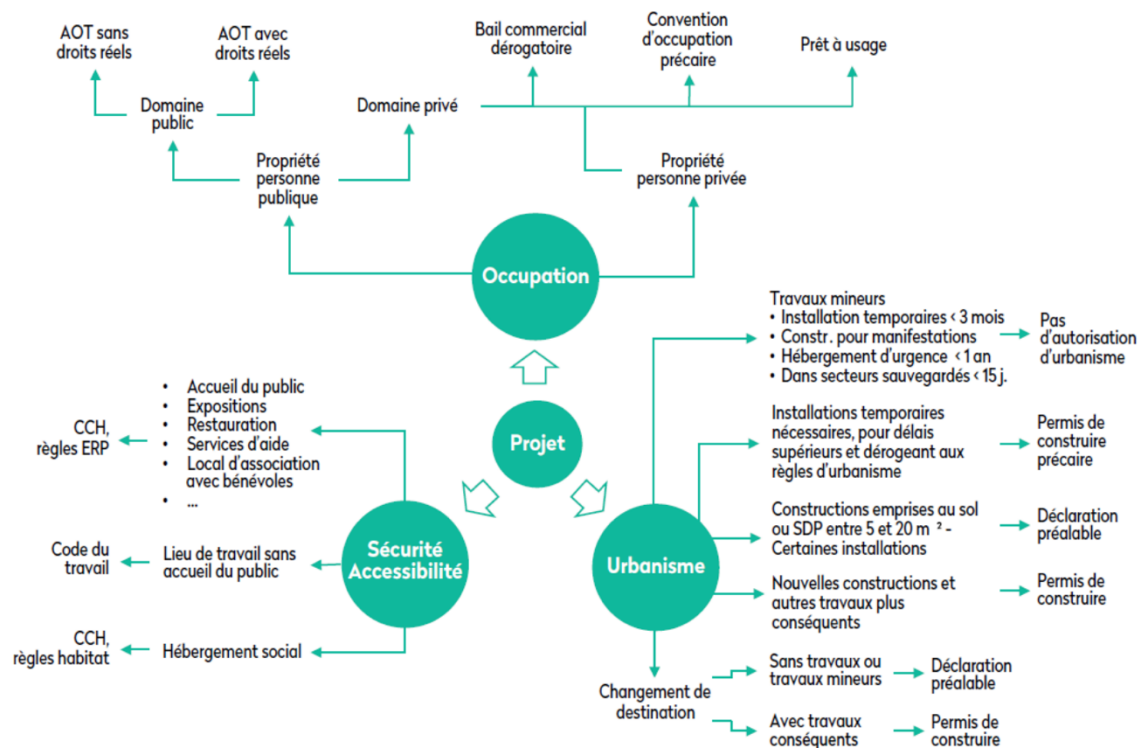 AOT sans
droits réels
AOT avec
droits réels
Bail commercial
dérogatoire
Convention
d'occupation
précaire
Prêt à usage
Domaine
public
Domaine privé
Propriété
personne
publique
Propriété
personne privée
Occupation
Projet
CCH,
règles ERP
• Accueil du public
• Expositions
• Restauration
• Services d'aide
• Local d'association
avec bénévoles
• ...
Code du
travail
Lieu de travail sans
accueil du public
CCH,
règles habitat
Hébergement social
Sécurité
Accessibilité
Urbanisme
Travaux mineurs
• Installation temporaires < 3 mois
• Constr. pour manifestations
• Hébergement d'urgence < 1 an
• Dans secteurs sauvegardés < 15 j.
Pas
d'autorisation
d'urbanisme
Installations temporaires
nécessaires, pour délais
supérieurs et dérogeant aux
règles d'urbanisme
Permis de
construire
précaire
Constructions emprises au sol
ou SDP entre 5 et 20 m ² -
Certaines installations
Déclaration
préalable
Nouvelles constructions et
autres travaux plus
conséquents
Permis de
construire
Changement de
destination
Sans travaux ou
travaux mineurs
Déclaration
préalable
Avec travaux
conséquents
Permis de
construire